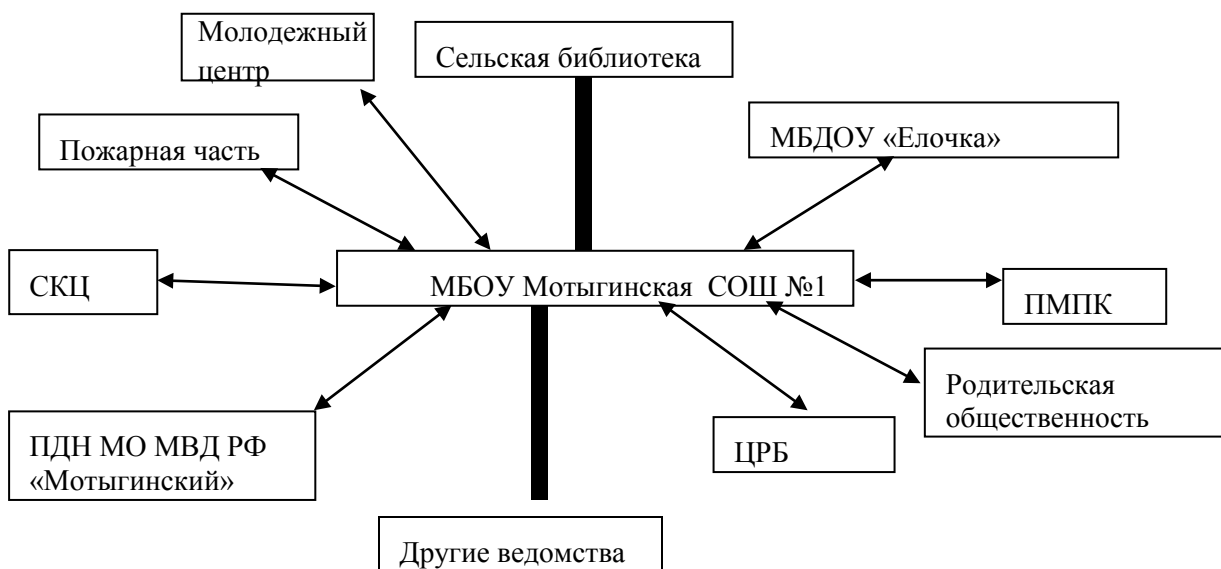 Молодежный
центр
Сельская библиотека
Пожарная часть
МБДОУ «Елочка»
СКЦ
МБОУ Мотыгинская СОШ №1
ПМПК
Родительская
общественность
ПДН МО МВД РФ
«Мотыгинский»
ЦРБ
Другие ведомства